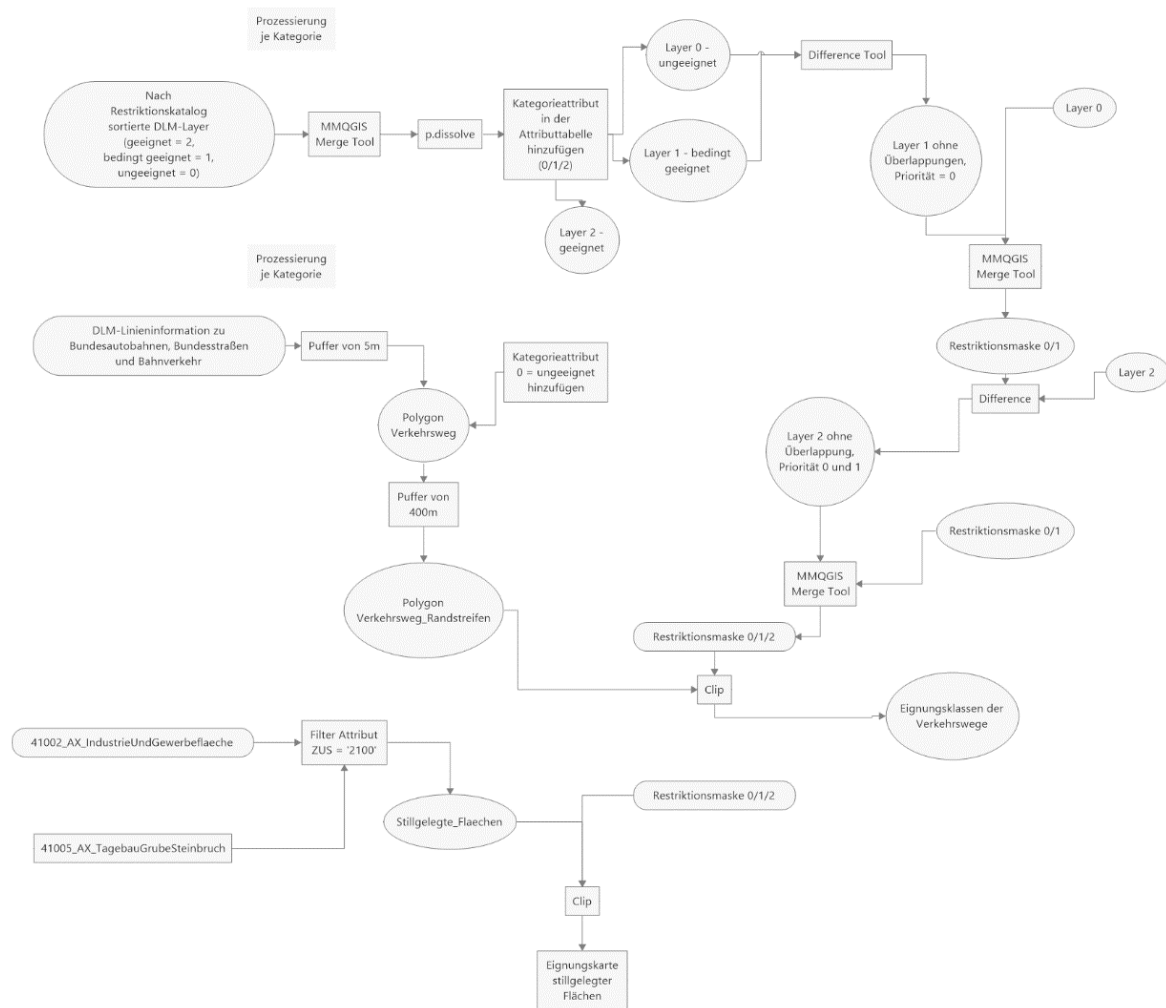 Prozessierung
je Kategorie
Nach
Restriktionskatalog
sortierte DLM-Layer
(geeignet = 2,
bedingt geeignet = 1,
ungeeignet = 0)
MMQGIS
Merge Tool
p.dissolve
Kategorieattribut
in der
Attributtabelle
hinzufügen
(0/1/2)
Layer 0 -
ungeeignet
Layer 1 - bedingt
geeignet
Layer 2 -
geeignet
Difference Tool
Layer 1 ohne
Überlappungen,
Priorität = 0
Layer 0
MMQGIS
Merge Tool
Restriktionsmaske 0/1
Difference
Layer 2
Layer 2 ohne
Überlappung,
Priorität 0 und 1
Restriktionsmaske 0/1
MMQGIS
Merge Tool
Restriktionsmaske 0/1/2
Prozessierung
je Kategorie
DLM-Linieninformation zu
Bundesautobahnen, Bundesstraßen
und Bahnverkehr
Puffer von 5m
Kategorieattribut
0 = ungeeignet
hinzufügen
Polygon
Verkehrsweg
Puffer von
400m
Polygon
Verkehrsweg_Randstreifen
Clip
Eignungsklassen der
Verkehrswege
41002_AX_IndustrieUndGewerbeflaeche
Filter Attribut
ZUS = '2100'
41005_AX_TagebauGrubeSteinbruch
Stillgelegte_Flaechen
Restriktionsmaske 0/1/2
Clip
Eignungskarte
stillgelegter
Flächen